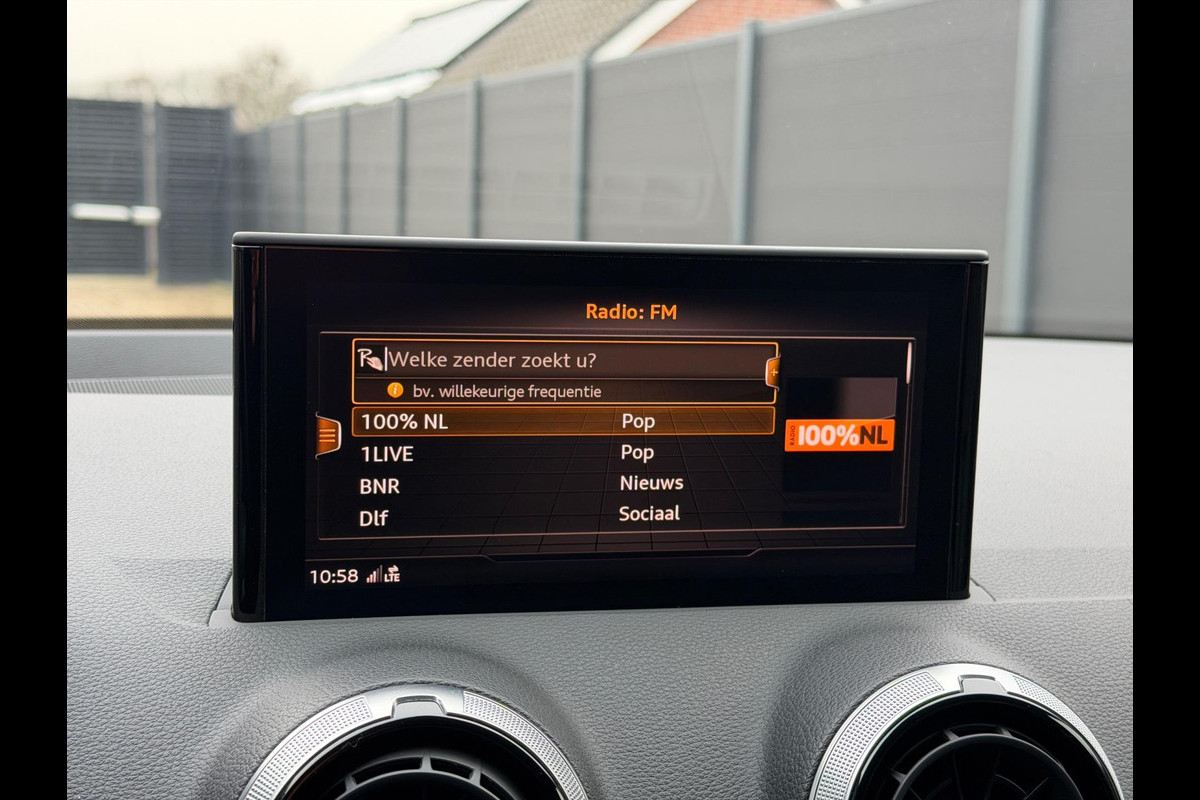 Radio: FM
Welke zender zoekt u?
bv. willekeurige frequentie
100% NL Pop
RADIO 100%NL
1LIVE Pop
BNR Nieuws
Dlf Sociaal
10:58 LTE